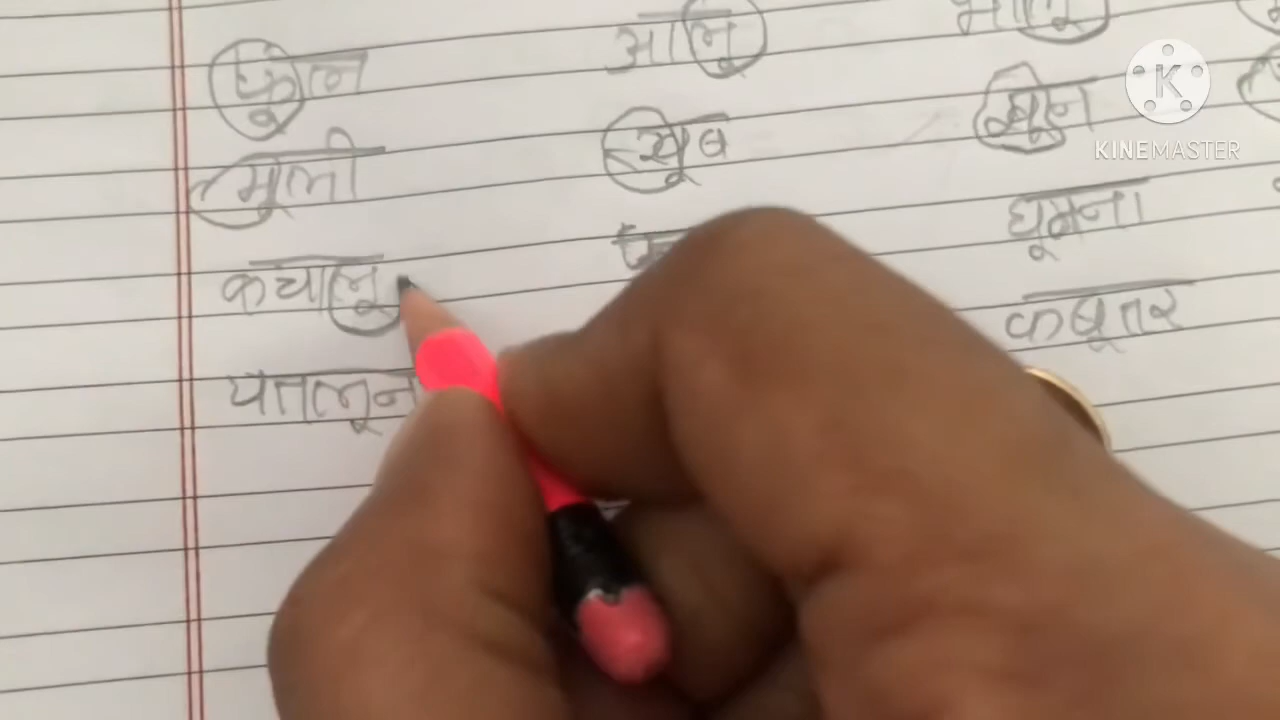 फूल आलू भालू
मूली खूब खून
कचालू घूमना
पतलून कबूतर
K
KINEMASTER